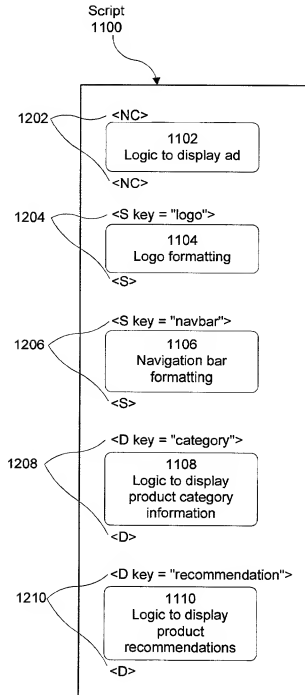 Script
1100
1202
<NC>
1102
Logic to display ad
<NC>
1204
<S key = "logo">
1104
Logo formatting
<S>
<S key = "navbar">
1206
1106
Navigation bar
formatting
<S>
<D key = "category">
1208
1108
Logic to display
product category
information
<D>
<D key = "recommendation">
1210
1110
Logic to display
product
recommendations
<D>